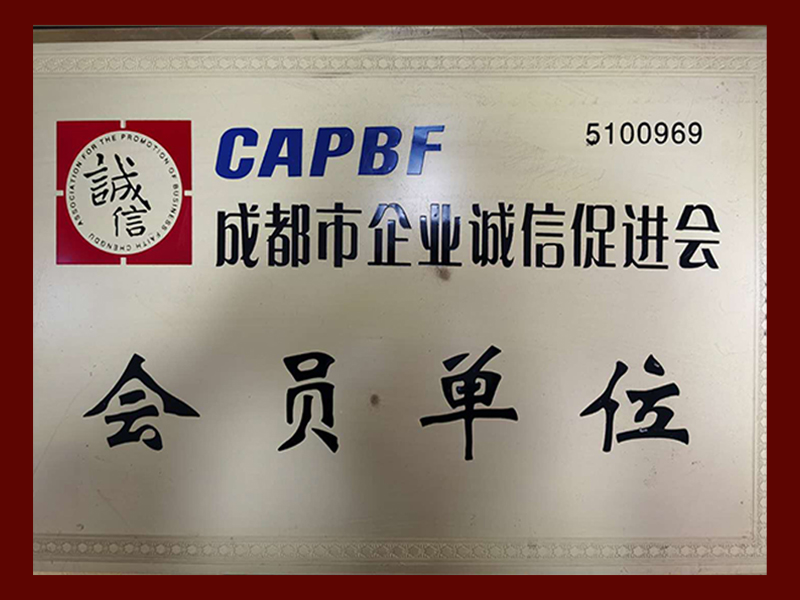 ASSOCIATION FOR THE PROMOTION OF BUSINESS FAITH CHENGDU
誠信
CAPBF
5100969
成都市企业诚信促进会
会员单位